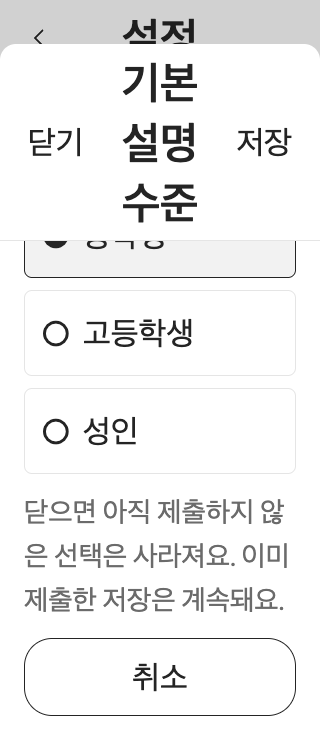 설정
닫기
기본
설명
수준
저장
고등학생
성인
닫으면 아직 제출하지 않
은 선택은 사라져요. 이미
제출한 저장은 계속돼요.
취소